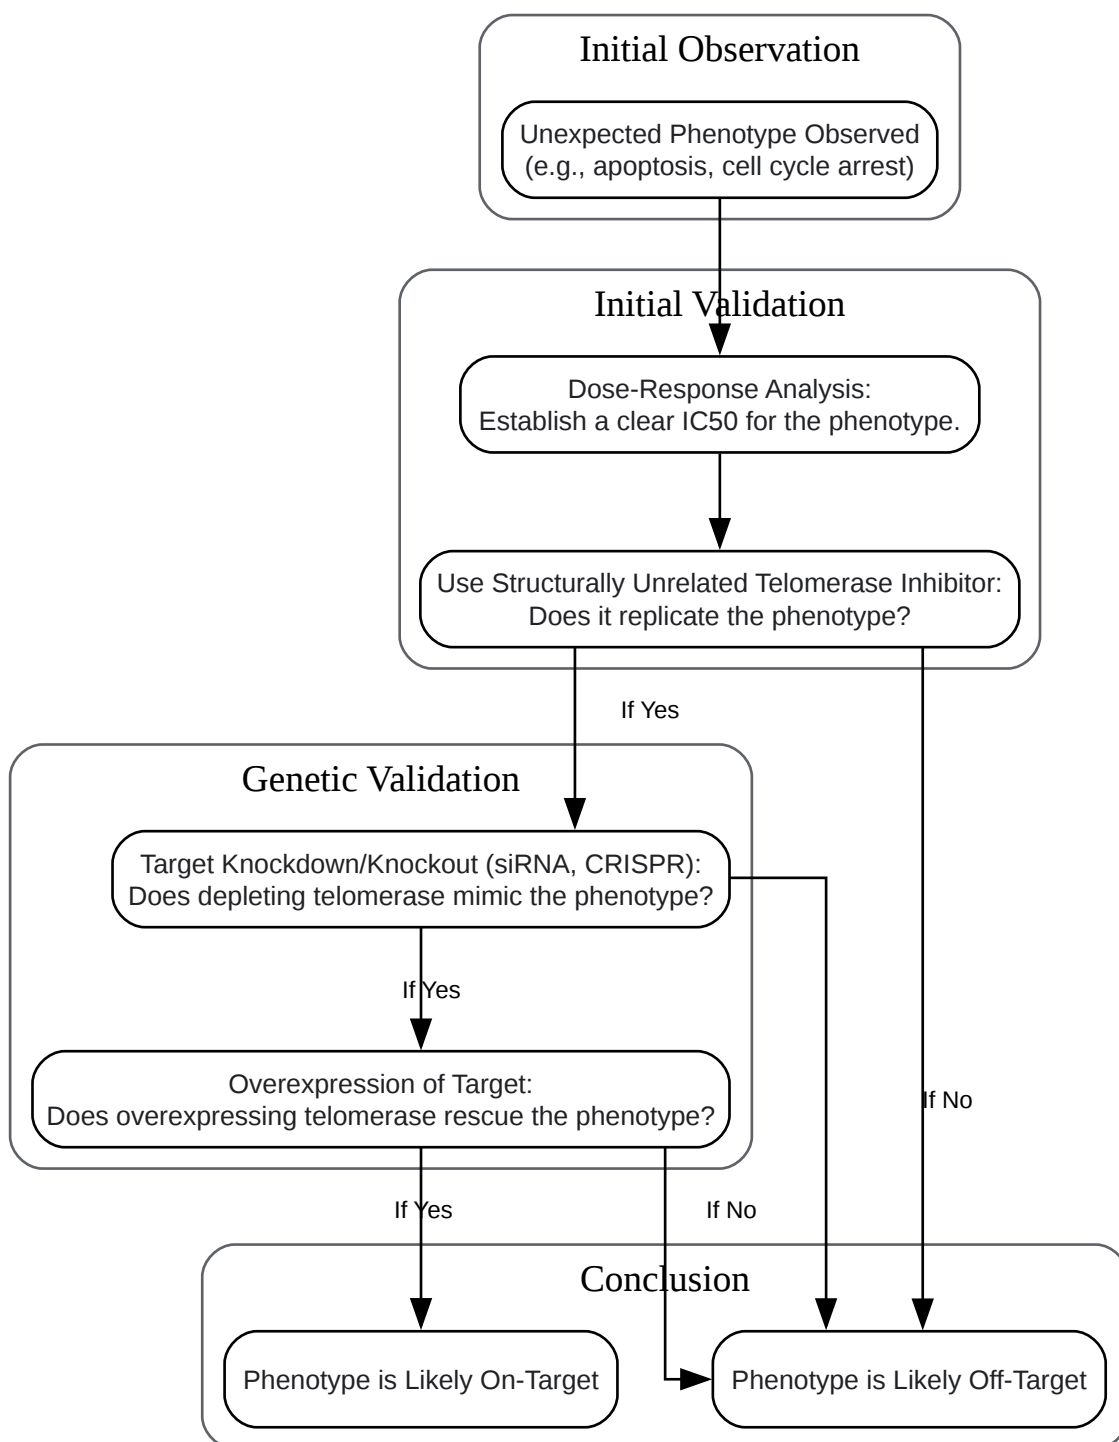 Initial Observation
Unexpected Phenotype Observed
(e.g., apoptosis, cell cycle arrest)
Initial Validation
Dose-Response Analysis:
Establish a clear IC50 for the phenotype.
Use Structurally Unrelated Telomerase Inhibitor:
Does it replicate the phenotype?
If Yes
Genetic Validation
Target Knockdown/Knockout (siRNA, CRISPR):
Does depleting telomerase mimic the phenotype?
If Yes
Overexpression of Target:
Does overexpressing telomerase rescue the phenotype?
If No
If Yes
If No
Conclusion
Phenotype is Likely On-Target
Phenotype is Likely Off-Target